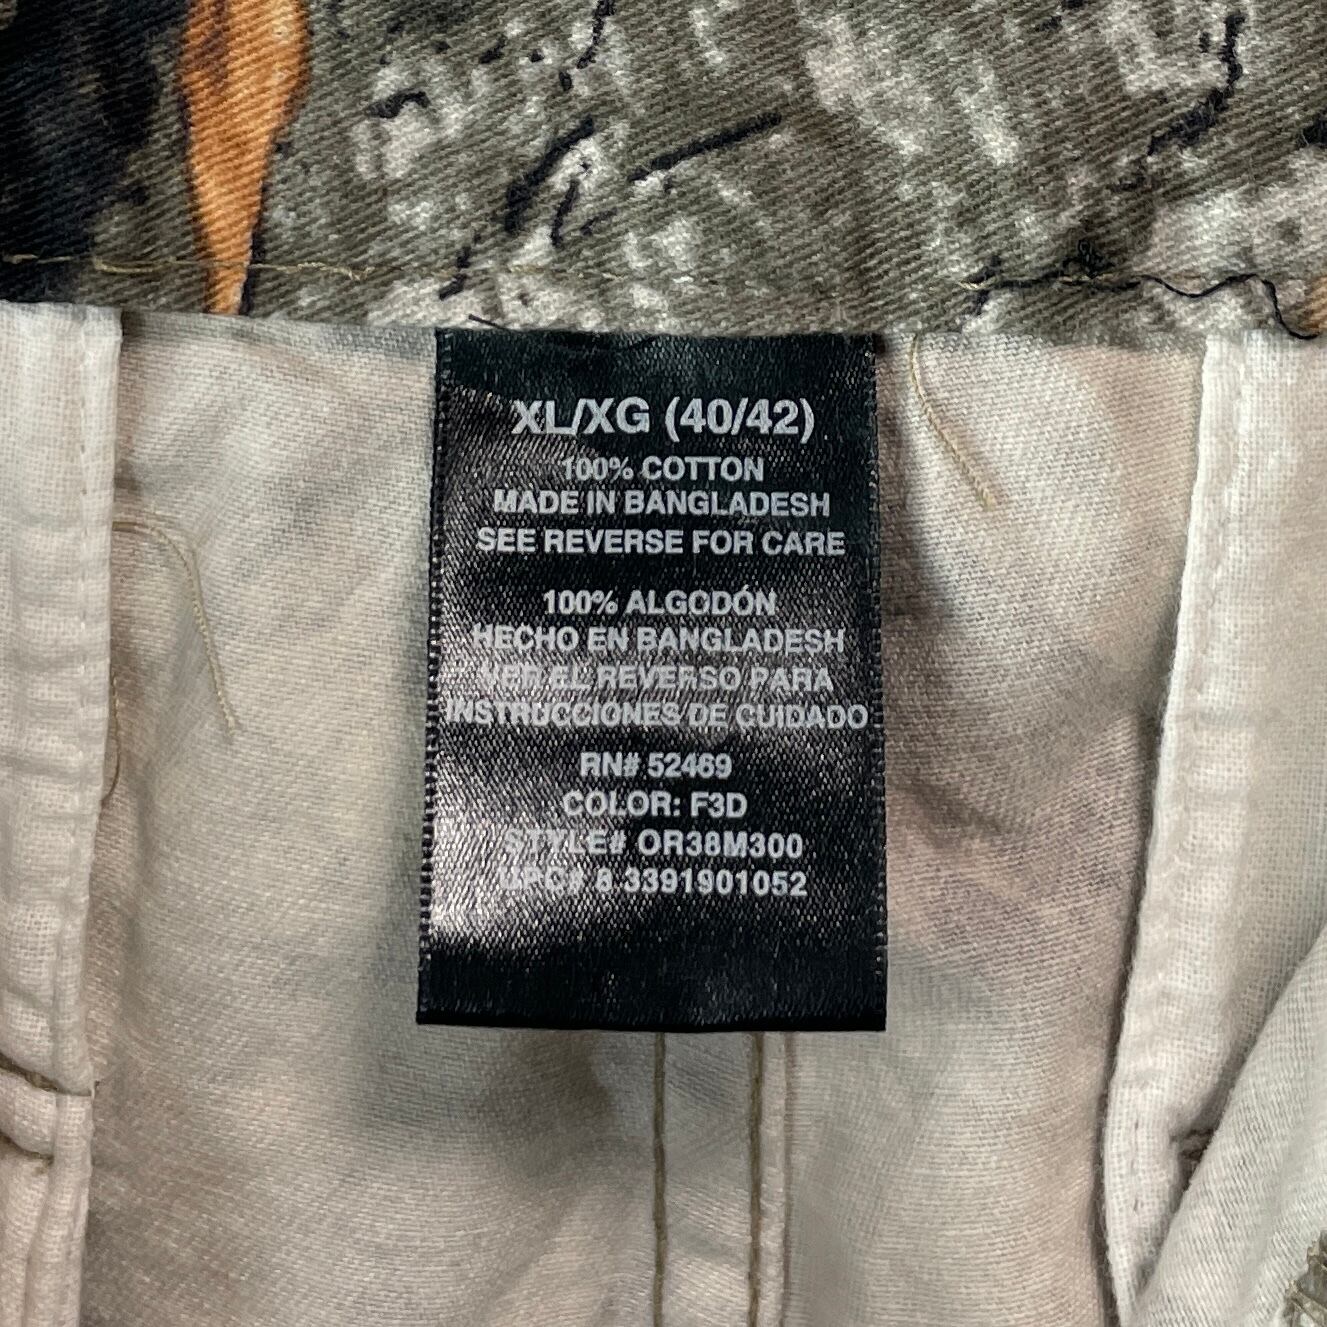 XL/XG (40/42)
100% COTTON
MADE IN BANGLADESH
SEE REVERSE FOR CARE
100% ALGODÓN
HECHO EN BANGLADESH
VER EL REVERSO PARA
INSTRUCCIONES DE CUIDADO
RN# 52469
COLOR: F3D
STYLE# OR38M300
UPC# 8 3391901052